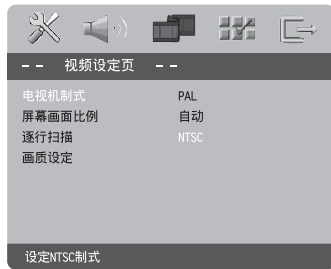 -- 视频设定页 --
电视机制式 PAL
屏幕画面比例 自动
逐行扫描 NTSC
画质设定
设定NTSC制式